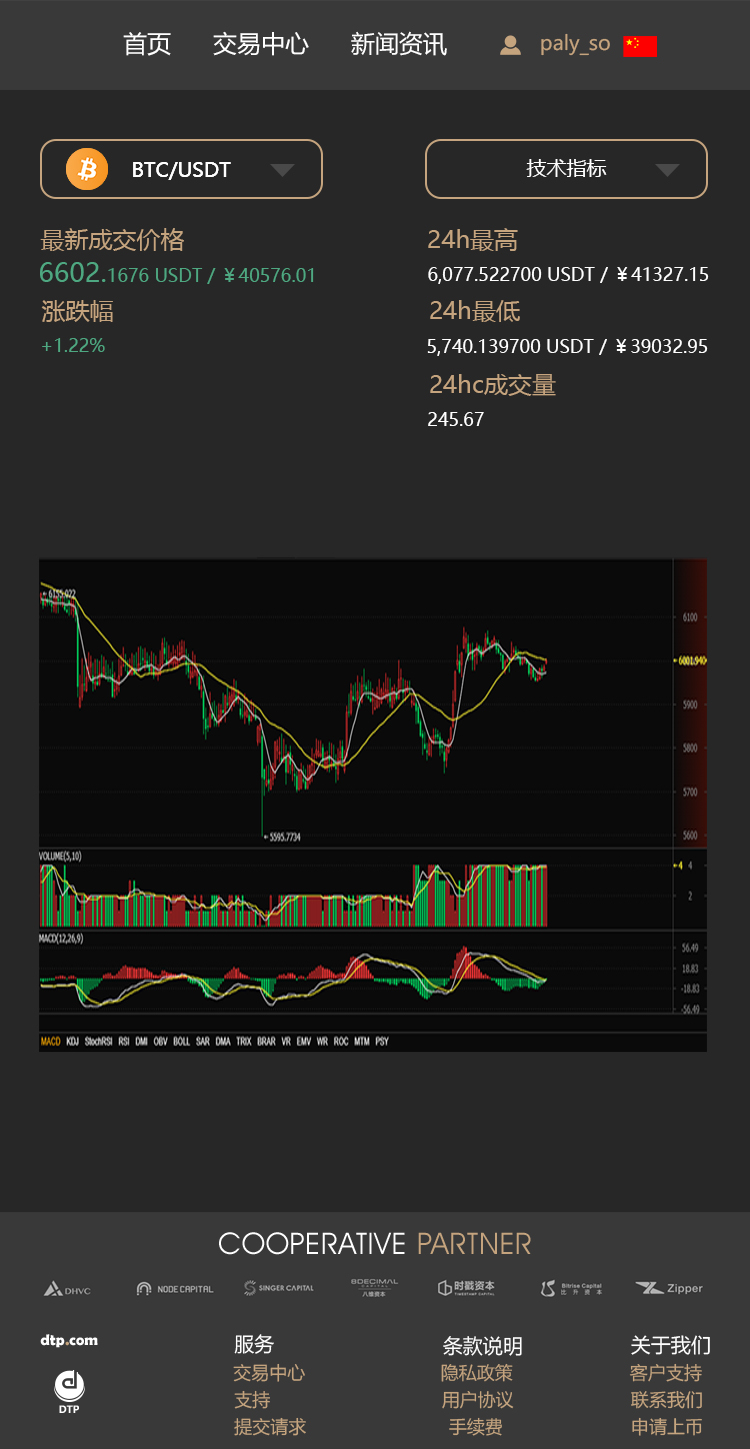 首页 交易中心 新闻资讯 paly_so
BTC/USDT 技术指标
最新成交价格
6602.1676 USDT / ¥40576.01
涨跌幅
+1.22%
24h最高
6,077.522700 USDT / ¥41327.15
24h最低
5,740.139700 USDT / ¥39032.95
24hc成交量
245.67
6155.022
6100
6001.940
5900
5800
5700
5600
5595.7734
VOLUME(5,10)
4 4
2
MACD(12,26,9)
56.49
18.83
-18.83
-56.49
MACD KDJ StochRSI RSI DMI OBV BOLL SAR DMA TRIX BRAR VR EMV WR ROC MTM PSY
COOPERATIVE PARTNER
DHVC NODE CAPITAL SINGER CAPITAL 8DECIMAL CAPITAL 八维资本 时戳资本 TIMESTAMP CAPITAL Bitrise Capital 比升资本 Zipper
dtp.com
DTP
服务
交易中心
支持
提交请求
条款说明
隐私政策
用户协议
手续费
关于我们
客户支持
联系我们
申请上币